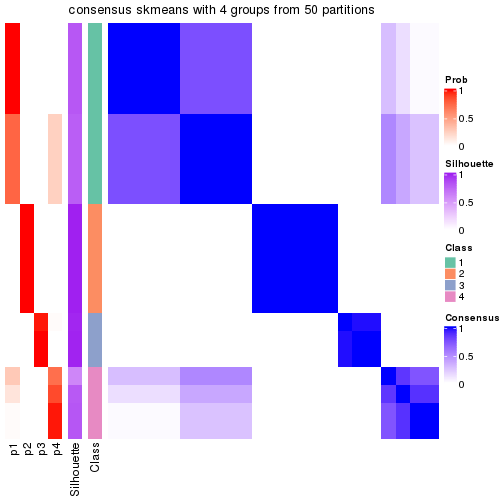 consensus skmeans with 4 groups from 50 partitions
Prob
1
0.5
0
Silhouette
1
0.5
0
Class
1
2
3
4
Consensus
1
0.5
0
p1
p2
p3
p4
Silhouette
Class